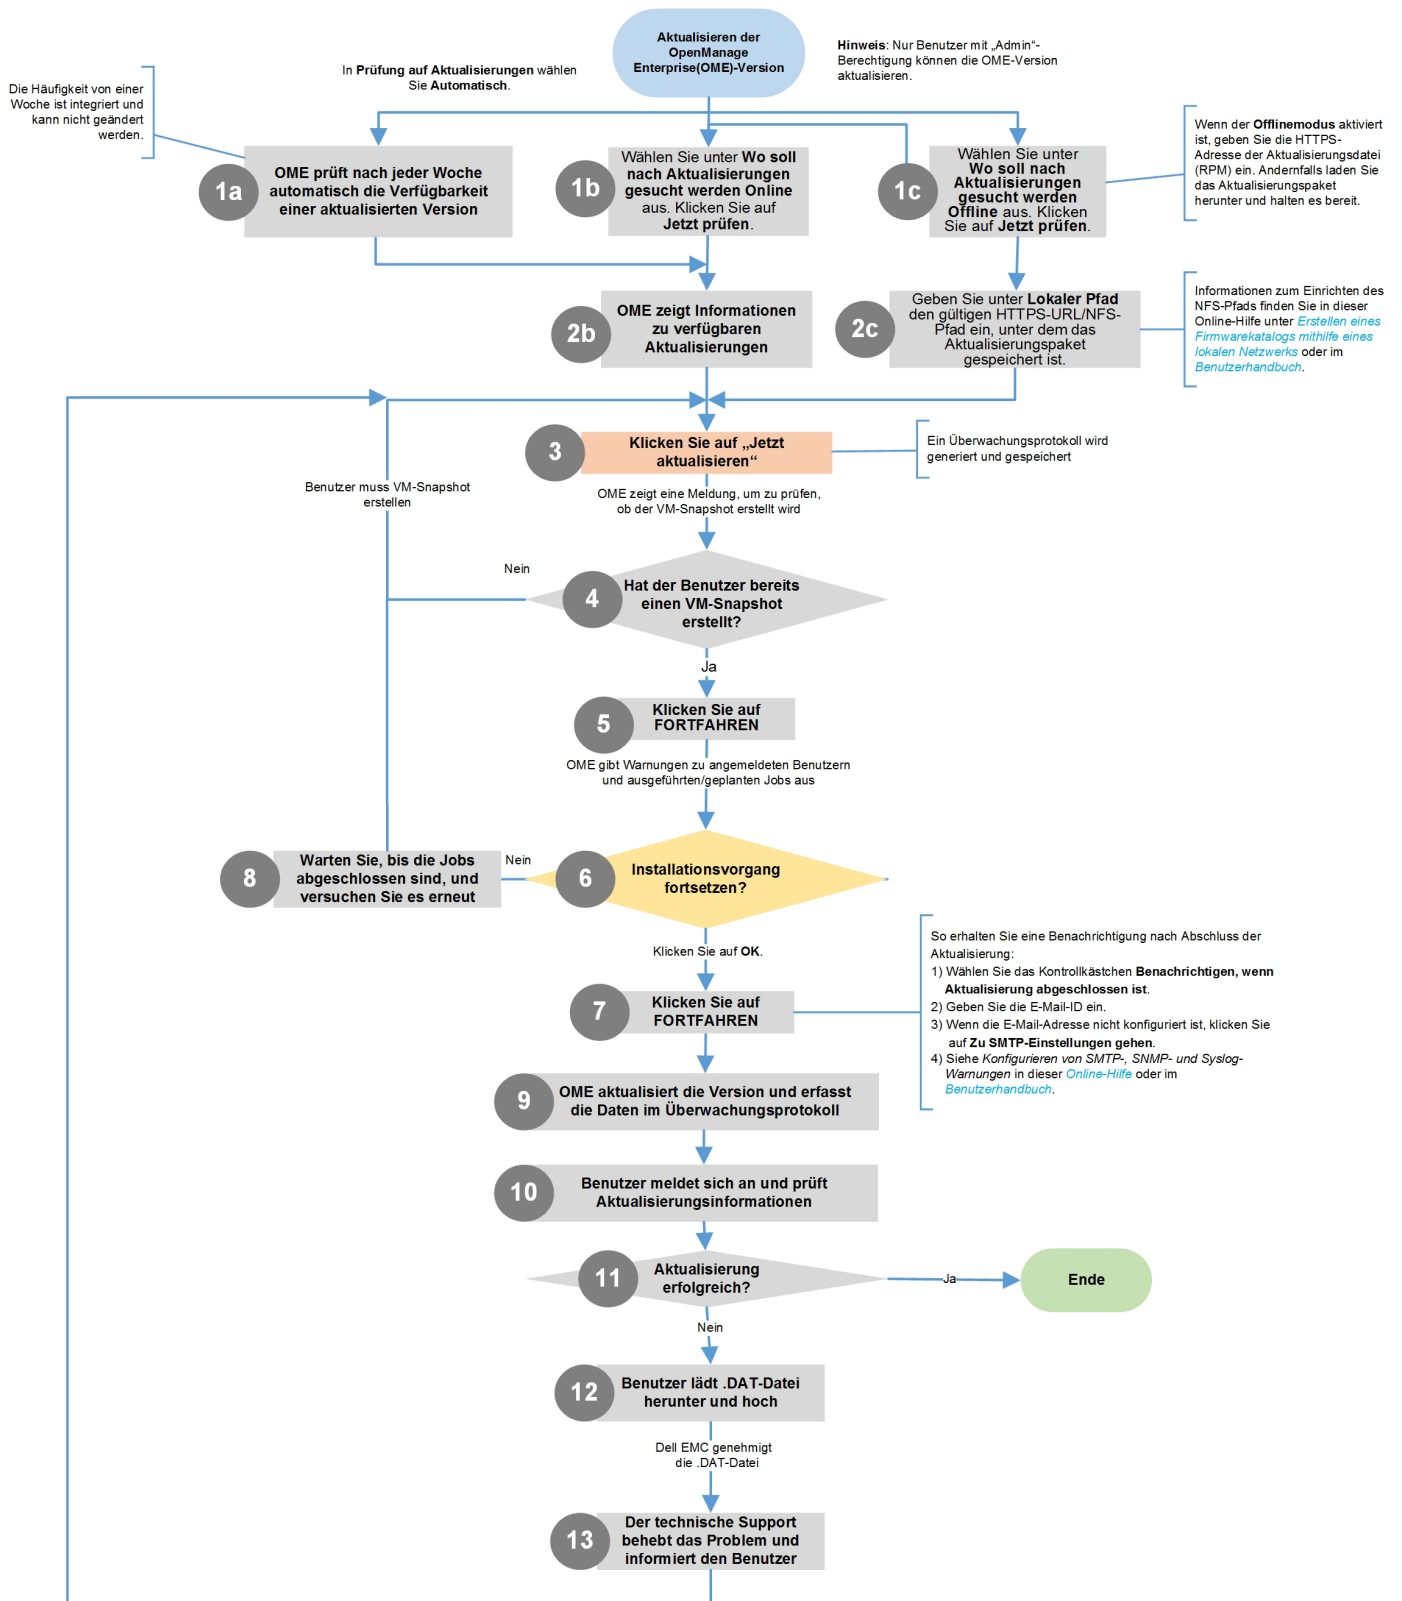 Aktualisieren der
OpenManage
Enterprise(OME)-Version
Hinweis: Nur Benutzer mit „Admin“-
Berechtigung können die OME-Version
aktualisieren.
In Prüfung auf Aktualisierungen wählen
Sie Automatisch.
Die Häufigkeit von einer
Woche ist integriert und
kann nicht geändert
werden.
1a
OME prüft nach jeder Woche
automatisch die Verfügbarkeit
einer aktualisierten Version
1b
Wählen Sie unter Wo soll
nach Aktualisierungen
gesucht werden Online
aus. Klicken Sie auf
Jetzt prüfen.
1c
Wählen Sie unter
Wo soll nach
Aktualisierungen
gesucht werden
Offline aus. Klicken
Sie auf Jetzt prüfen.
Wenn der Offlinemodus aktiviert
ist, geben Sie die HTTPS-
Adresse der Aktualisierungsdatei
(RPM) ein. Andernfalls laden Sie
das Aktualisierungspaket
herunter und halten es bereit.
2b
OME zeigt Informationen
zu verfügbaren
Aktualisierungen
2c
Geben Sie unter Lokaler Pfad
den gültigen HTTPS-URL/NFS-
Pfad ein, unter dem das
Aktualisierungspaket
gespeichert ist.
Informationen zum Einrichten des
NFS-Pfads finden Sie in dieser
Online-Hilfe unter Erstellen eines
Firmwarekatalogs mithilfe eines
lokalen Netzwerks oder im
Benutzerhandbuch.
3
Klicken Sie auf „Jetzt
aktualisieren“
Ein Überwachungsprotokoll wird
generiert und gespeichert
Benutzer muss VM-Snapshot
erstellen
OME zeigt eine Meldung, um zu prüfen,
ob der VM-Snapshot erstellt wird
Nein
4
Hat der Benutzer bereits
einen VM-Snapshot
erstellt?
Ja
5
Klicken Sie auf
FORTFAHREN
OME gibt Warnungen zu angemeldeten Benutzern
und ausgeführten/geplanten Jobs aus
8
Warten Sie, bis die Jobs
abgeschlossen sind, und
versuchen Sie es erneut
Nein
6
Installationsvorgang
fortsetzen?
Klicken Sie auf OK.
7
Klicken Sie auf
FORTFAHREN
So erhalten Sie eine Benachrichtigung nach Abschluss der
Aktualisierung:
1) Wählen Sie das Kontrollkästchen Benachrichtigen, wenn
Aktualisierung abgeschlossen ist.
2) Geben Sie die E-Mail-ID ein.
3) Wenn die E-Mail-Adresse nicht konfiguriert ist, klicken Sie
auf Zu SMTP-Einstellungen gehen.
4) Siehe Konfigurieren von SMTP-, SNMP- und Syslog-
Warnungen in dieser Online-Hilfe oder im
Benutzerhandbuch.
9
OME aktualisiert die Version und erfasst
die Daten im Überwachungsprotokoll
10
Benutzer meldet sich an und prüft
Aktualisierungsinformationen
11
Aktualisierung
erfolgreich?
Ja
Ende
Nein
12
Benutzer lädt .DAT-Datei
herunter und hoch
Dell EMC genehmigt
die .DAT-Datei
13
Der technische Support
behebt das Problem und
informiert den Benutzer